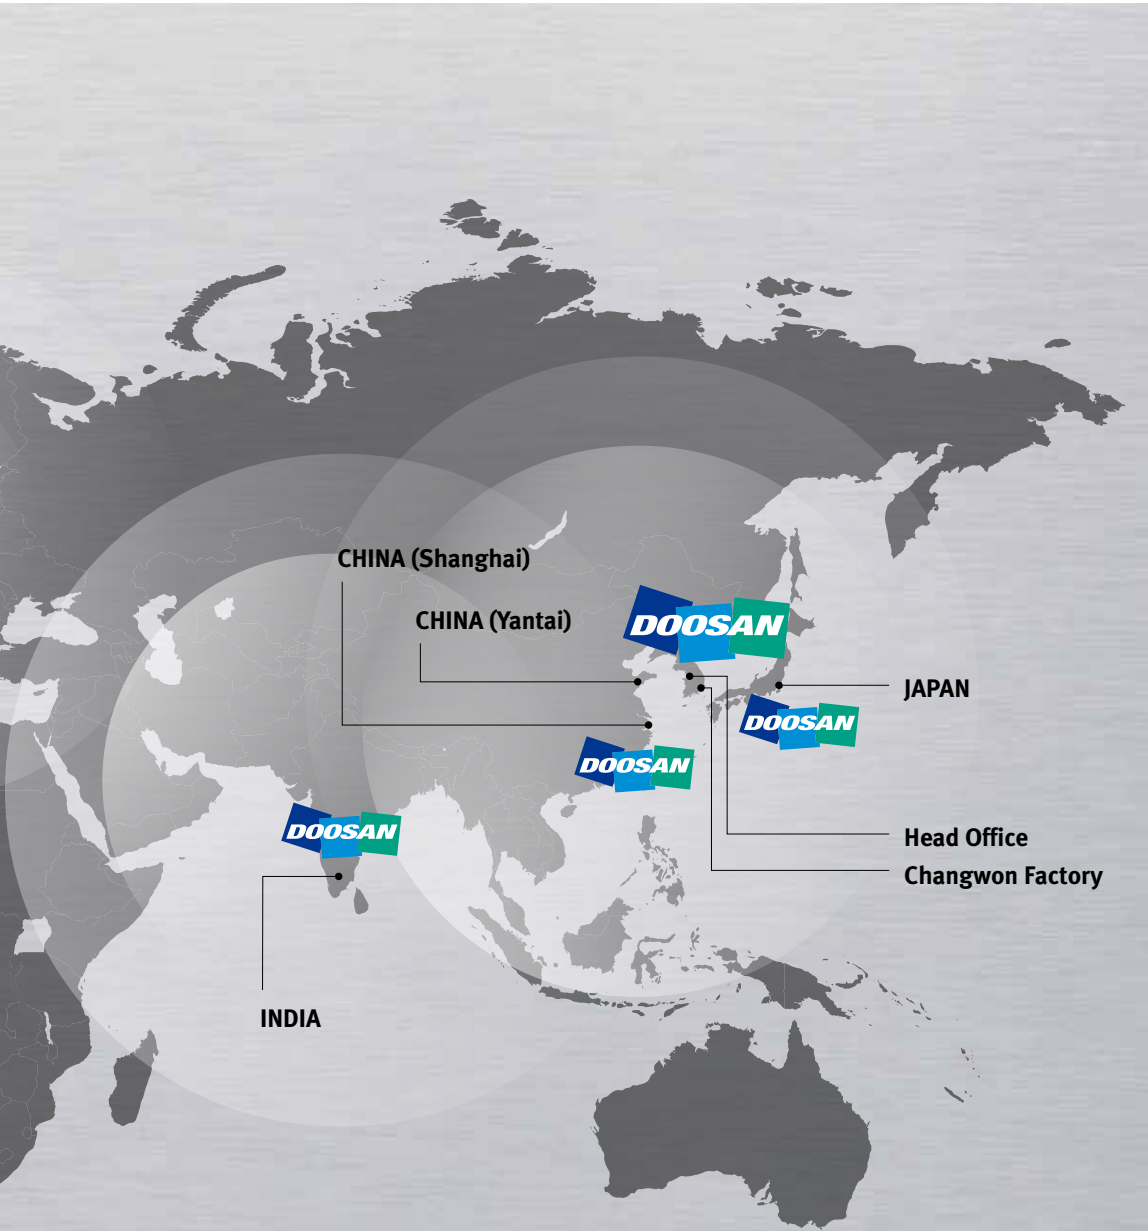 CHINA (Shanghai)
CHINA (Yantai)
DOOSAN
JAPAN
DOOSAN
DOOSAN
DOOSAN
Head Office
Changwon Factory
INDIA